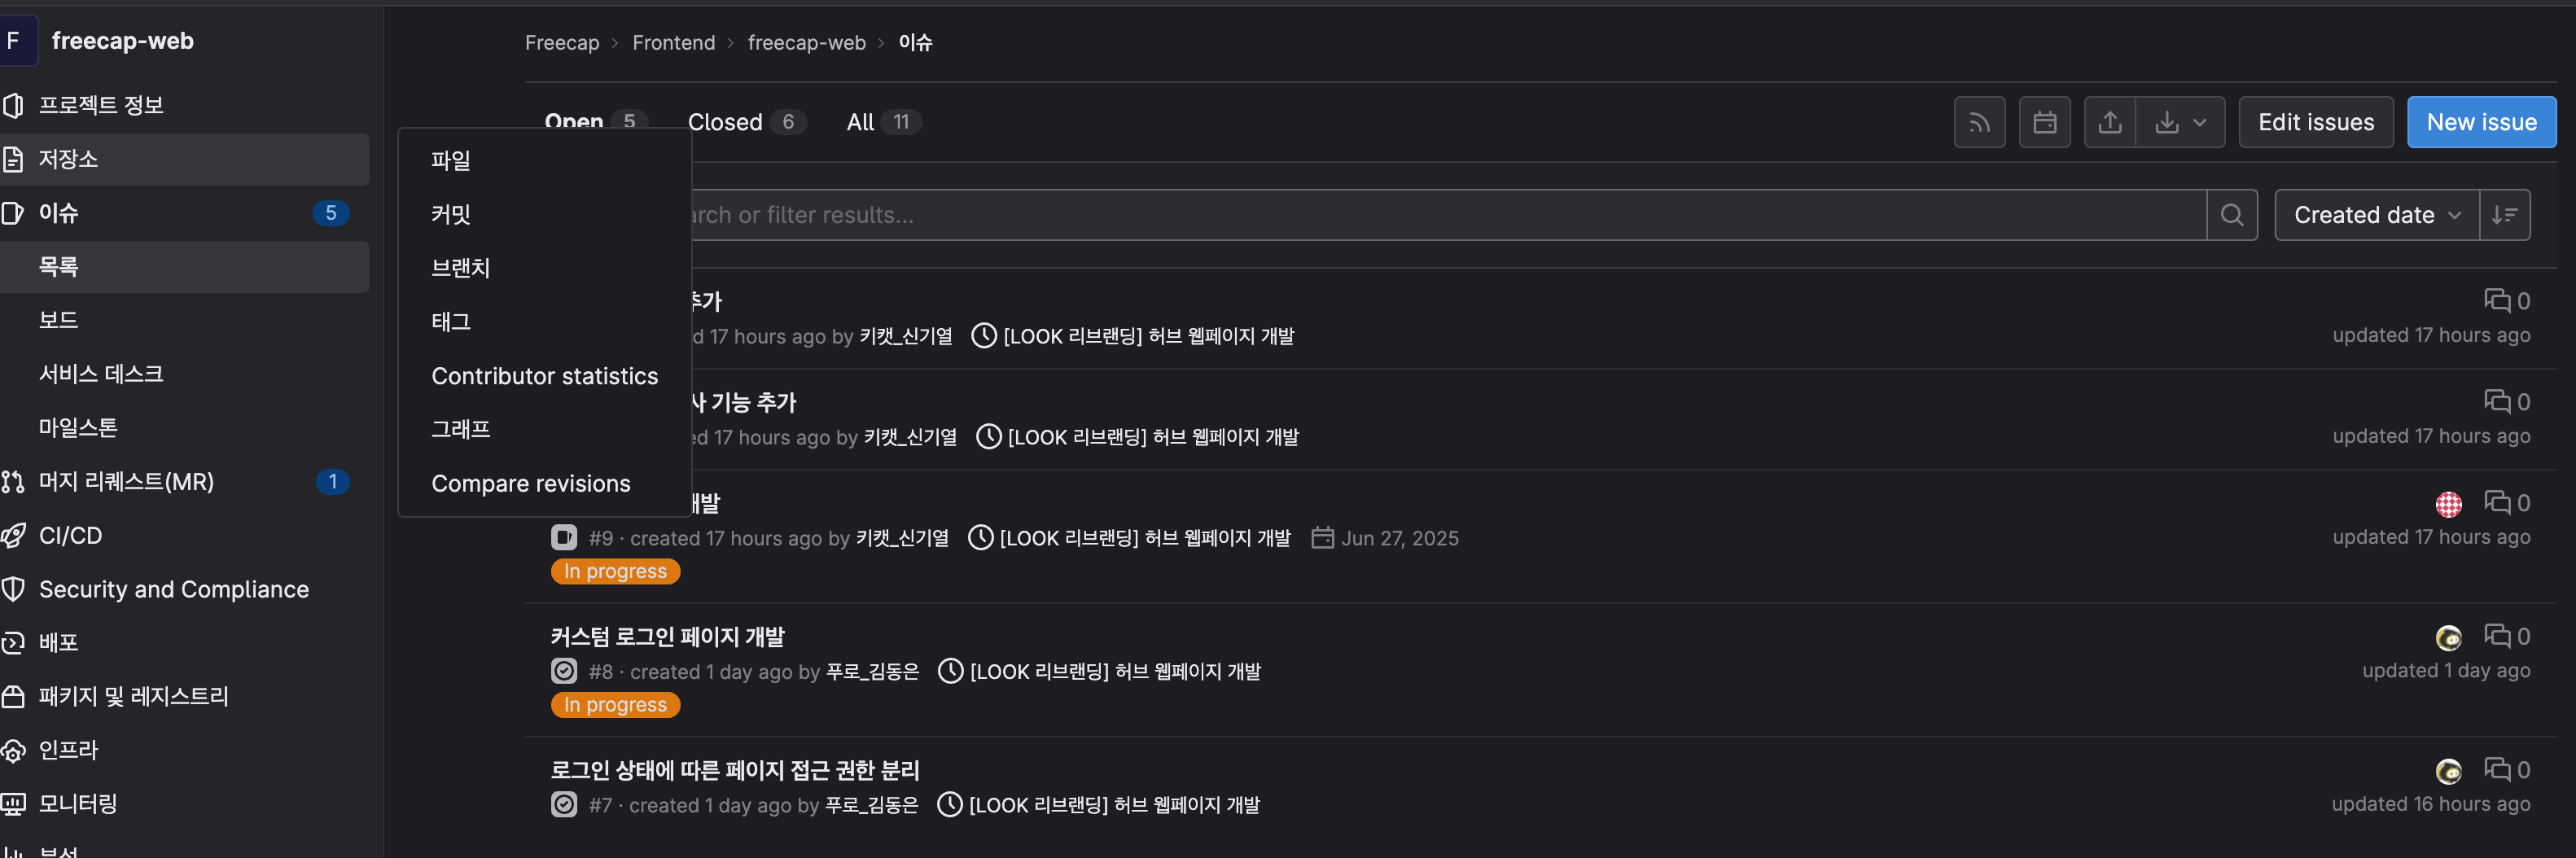 F freecap-web
프로젝트 정보
저장소
이슈 5
목록
보드
서비스 데스크
마일스톤
머지 리퀘스트(MR) 1
CI/CD
Security and Compliance
배포
패키지 및 레지스트리
인프라
모니터링
파일
커밋
브랜치
태그
Contributor statistics
그래프
Compare revisions
Freecap › Frontend › freecap-web › 이슈
Open 5 Closed 6 All 11
Edit issues New issue
or filter results...
Created date
추가 0
17 hours ago by 키캣_신기열 [LOOK 리브랜딩] 허브 웹페이지 개발 updated 17 hours ago
기능 추가 0
17 hours ago by 키캣_신기열 [LOOK 리브랜딩] 허브 웹페이지 개발 updated 17 hours ago
개발 0
#9 · created 17 hours ago by 키캣_신기열 [LOOK 리브랜딩] 허브 웹페이지 개발 Jun 27, 2025 updated 17 hours ago
In progress
커스텀 로그인 페이지 개발 0
#8 · created 1 day ago by 푸로_김동은 [LOOK 리브랜딩] 허브 웹페이지 개발 updated 1 day ago
In progress
로그인 상태에 따른 페이지 접근 권한 분리 0
#7 · created 1 day ago by 푸로_김동은 [LOOK 리브랜딩] 허브 웹페이지 개발 updated 16 hours ago